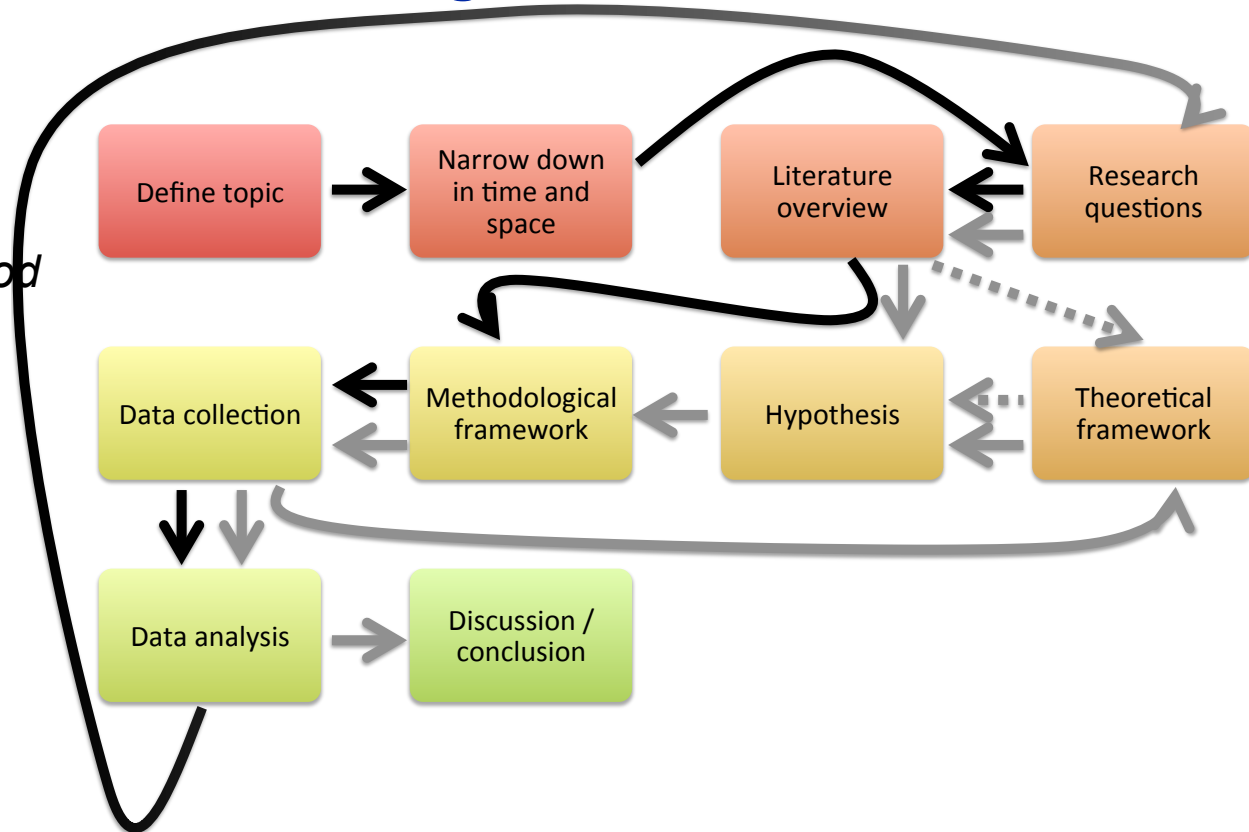 Define topic
Narrow down
in time and
space
Literature
overview
Research
questions
Data collection
Methodological
framework
Hypothesis
Theoretical
framework
Data analysis
Discussion /
conclusion